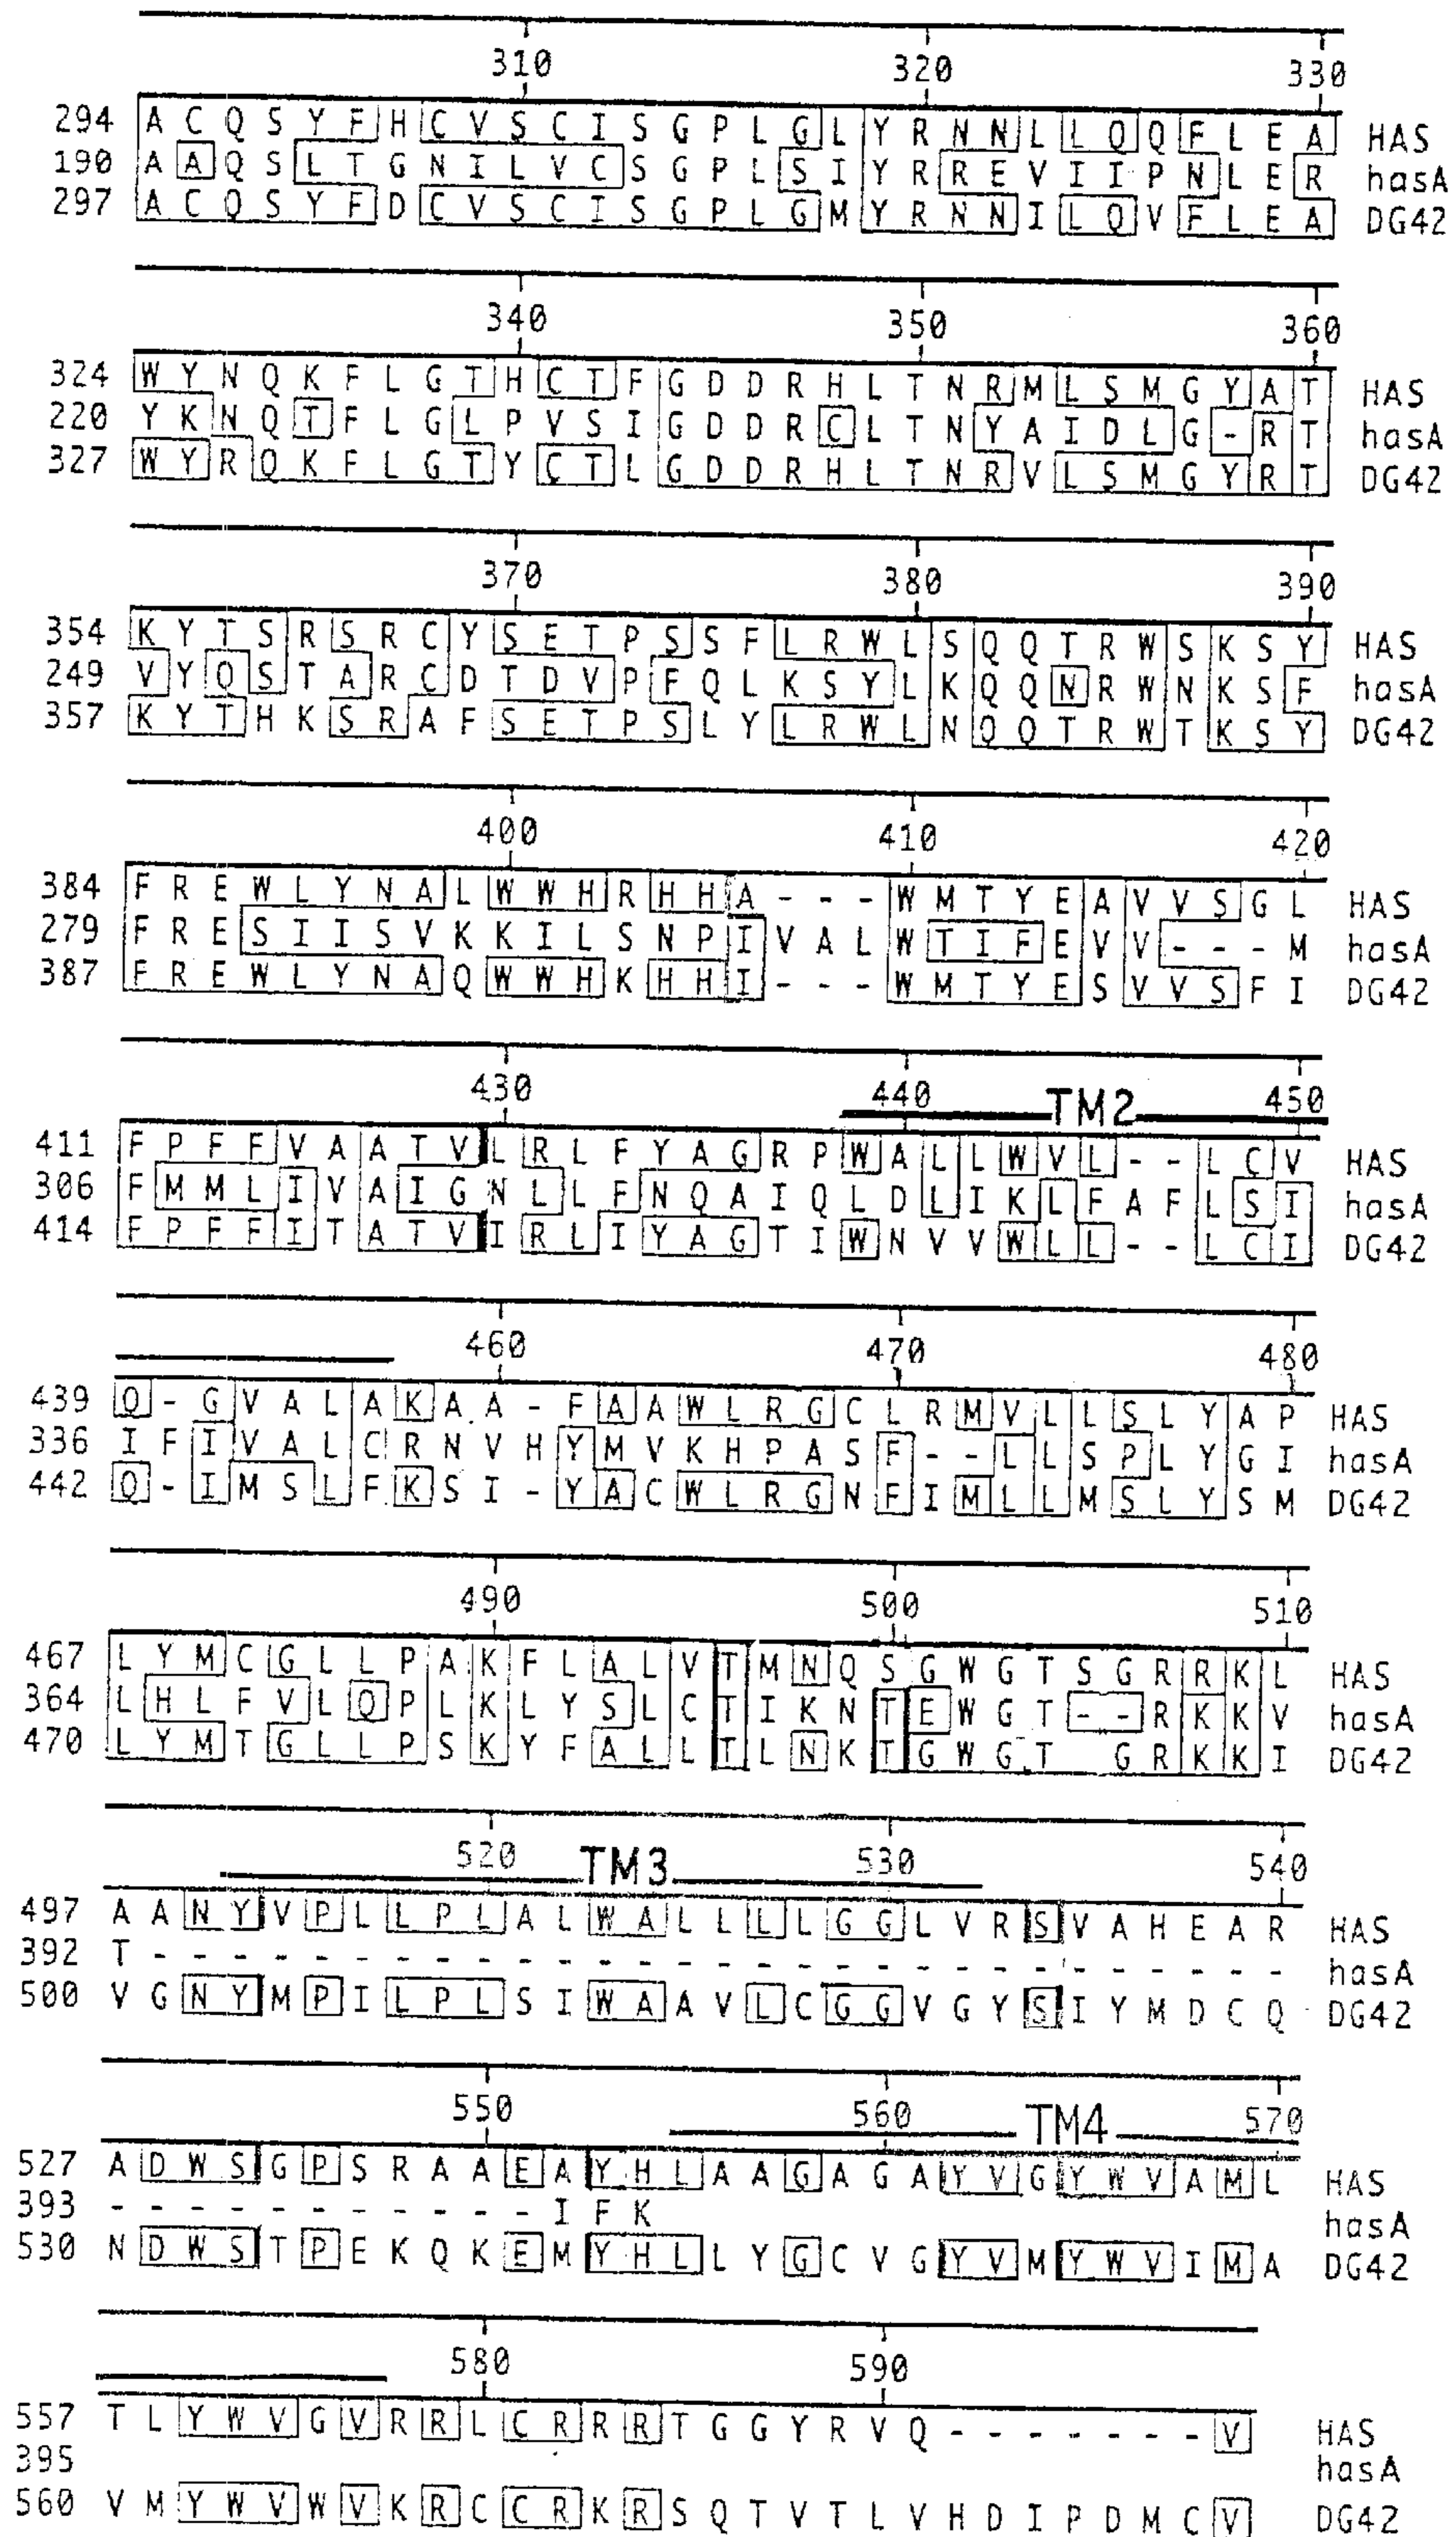 310 320 330
294 A C Q S Y F H C V S C I S G P L G L Y R N N L L Q Q F L E A HAS
190 A A Q S L T G N I L V C S G P L S I Y R R E V I I P N L E R hasA
297 A C Q S Y F D C V S C I S G P L G M Y R N N I L Q V F L E A DG42
340 350 360
324 W Y N Q K F L G T H C T F G D D R H L T N R M L S M G Y A T HAS
220 Y K N Q T F L G L P V S I G D D R C L T N Y A I D L G - R T hasA
327 W Y R Q K F L G T Y C T L G D D R H L T N R V L S M G Y R T DG42
370 380 390
354 K Y T S R S R C Y S E T P S S F L R W L S Q Q T R W S K S Y HAS
249 V Y Q S T A R C D T D V P F Q L K S Y L K Q Q N R W N K S F hasA
357 K Y T H K S R A F S E T P S L Y L R W L N Q Q T R W T K S Y DG42
400 410 420
384 F R E W L Y N A L W W H R H H A - - - W M T Y E A V V S G L HAS
279 F R E S I I S V K K I L S N P I V A L W T I F E V V - - - M hasA
387 F R E W L Y N A Q W W H K H H I - - - W M T Y E S V V S F I DG42
430 440 TM2 450
411 F P F F V A A T V L R L F Y A G R P W A L L W V L - - L C V HAS
306 F M M L I V A I G N L L F N Q A I Q L D L I K L F A F L S I hasA
414 F P F F I T A T V I R L I Y A G T I W N V V W L L - - L C I DG42
460 470 480
439 Q - G V A L A K A A - F A A W L R G C L R M V L L S L Y A P HAS
336 I F I V A L C R N V H Y M V K H P A S F - - L L S P L Y G I hasA
442 Q - I M S L F K S I - Y A C W L R G N F I M L L M S L Y S M DG42
490 500 510
467 L Y M C G L L P A K F L A L V T M N Q S G W G T S G R R K L HAS
364 L H L F V L Q P L K L Y S L C T I K N T E W G T - - R K K V hasA
470 L Y M T G L L P S K Y F A L L T L N K T G W G T G R K K I DG42
520 TM3 530 540
497 A A N Y V P L L P L A L W A L L L L G G L V R S V A H E A R HAS
392 T - - - - - - - - - - - - - - - - - - - - - - - - - - - - - hasA
500 V G N Y M P I L P L S I W A A V L C G G V G Y S I Y M D C Q DG42
550 560 TM4 570
527 A D W S G P S R A A E A Y H L A A G A G A Y V G Y W V A M L HAS
393 - - - - - - - - - - - I F K hasA
530 N D W S T P E K Q K E M Y H L L Y G C V G Y V M Y W V I M A DG42
580 590
557 T L Y W V G V R R L C R R R T G G Y R V Q - - - - - - - V HAS
395 hasA
560 V M Y W V W V K R C C R K R S Q T V T L V H D I P D M C V DG42